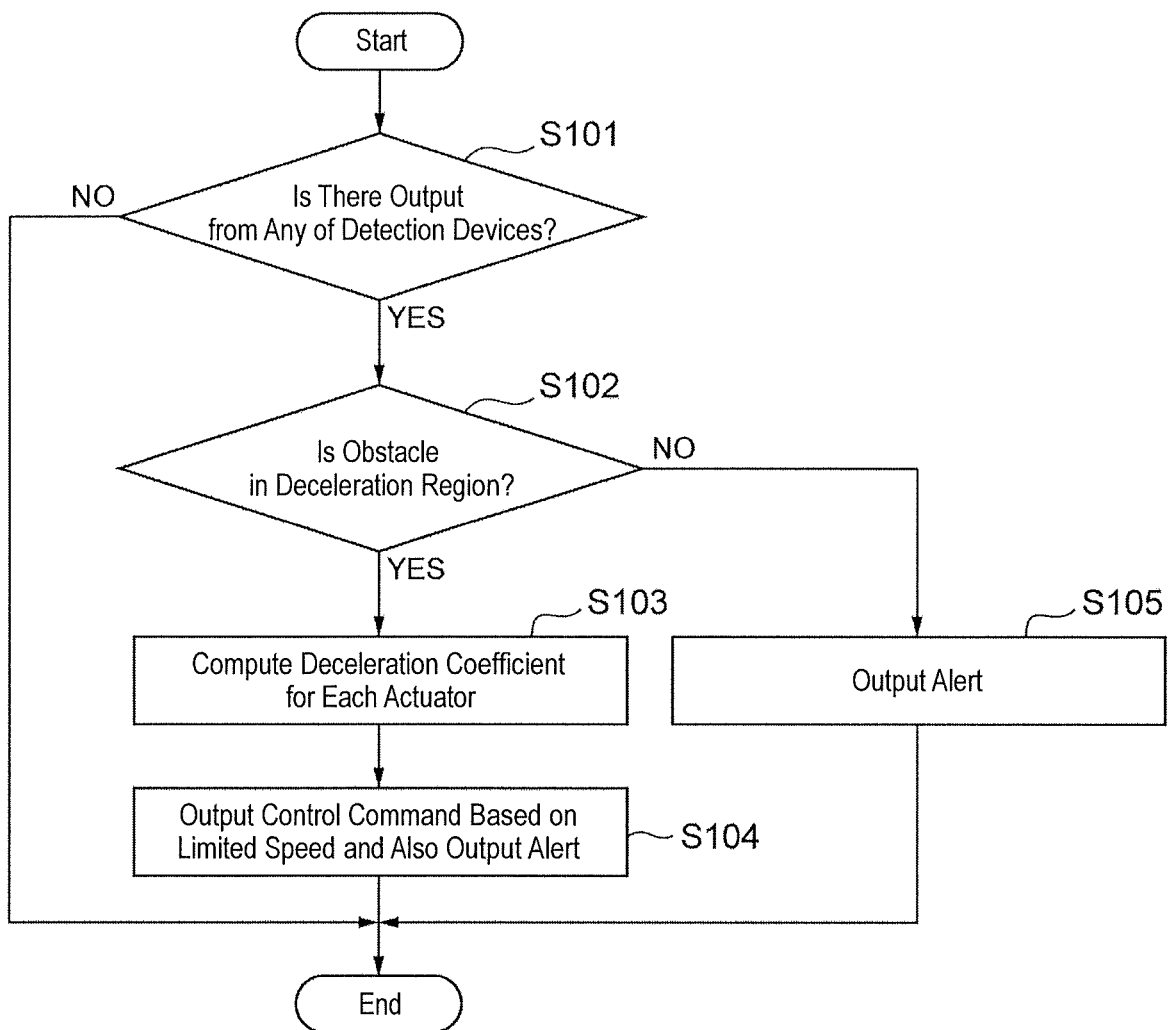 Start
S101
NO
Is There Output
from Any of Detection Devices?
YES
S102
NO
Is Obstacle
in Deceleration Region?
YES
S103
S105
Compute Deceleration Coefficient
for Each Actuator
Output Alert
Output Control Command Based on
Limited Speed and Also Output Alert
S104
End